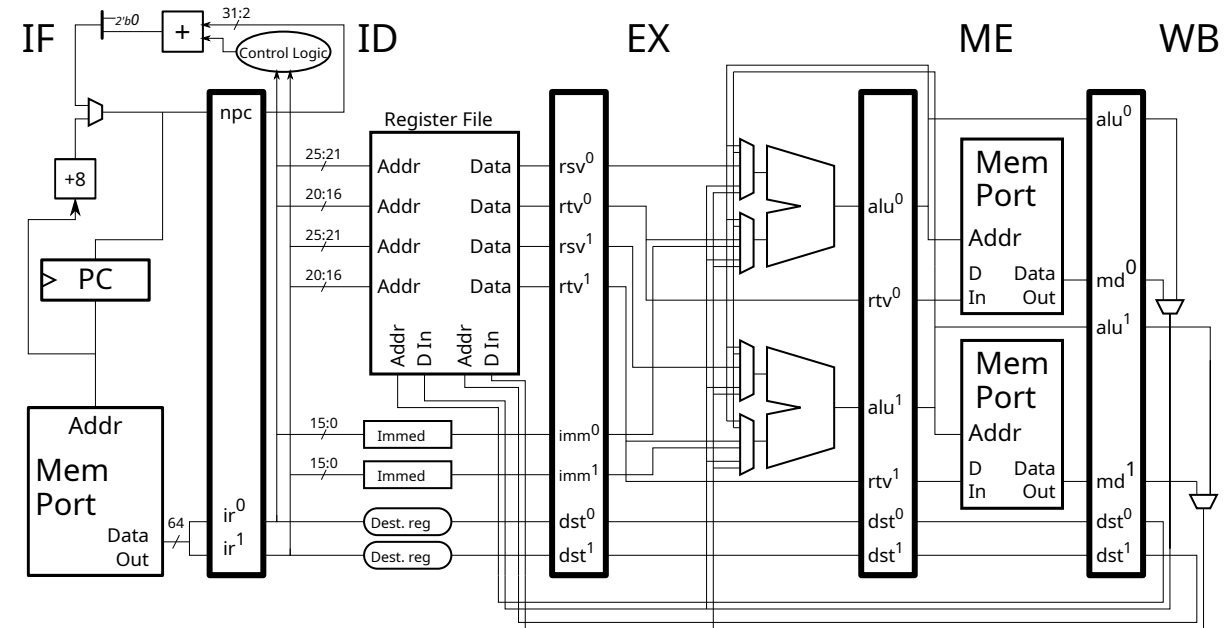 IF
ID
EX
ME
WB
2'b0
+
31:2
Control Logic
npc
+8
PC
Addr
Mem
Port
Data
Out
64
ir0
ir1
25:21
20:16
25:21
20:16
15:0
15:0
Register File
Addr Data
Addr Data
Addr Data
Addr Data
Addr
D In
Addr
D In
Immed
Immed
Dest. reg
Dest. reg
rsv0
rtv0
rsv1
rtv1
imm0
imm1
dst0
dst1
alu0
rtv0
alu1
rtv1
dst0
dst1
Mem
Port
Addr
D Data
In Out
Mem
Port
Addr
D Data
In Out
alu0
md0
alu1
md1
dst0
dst1